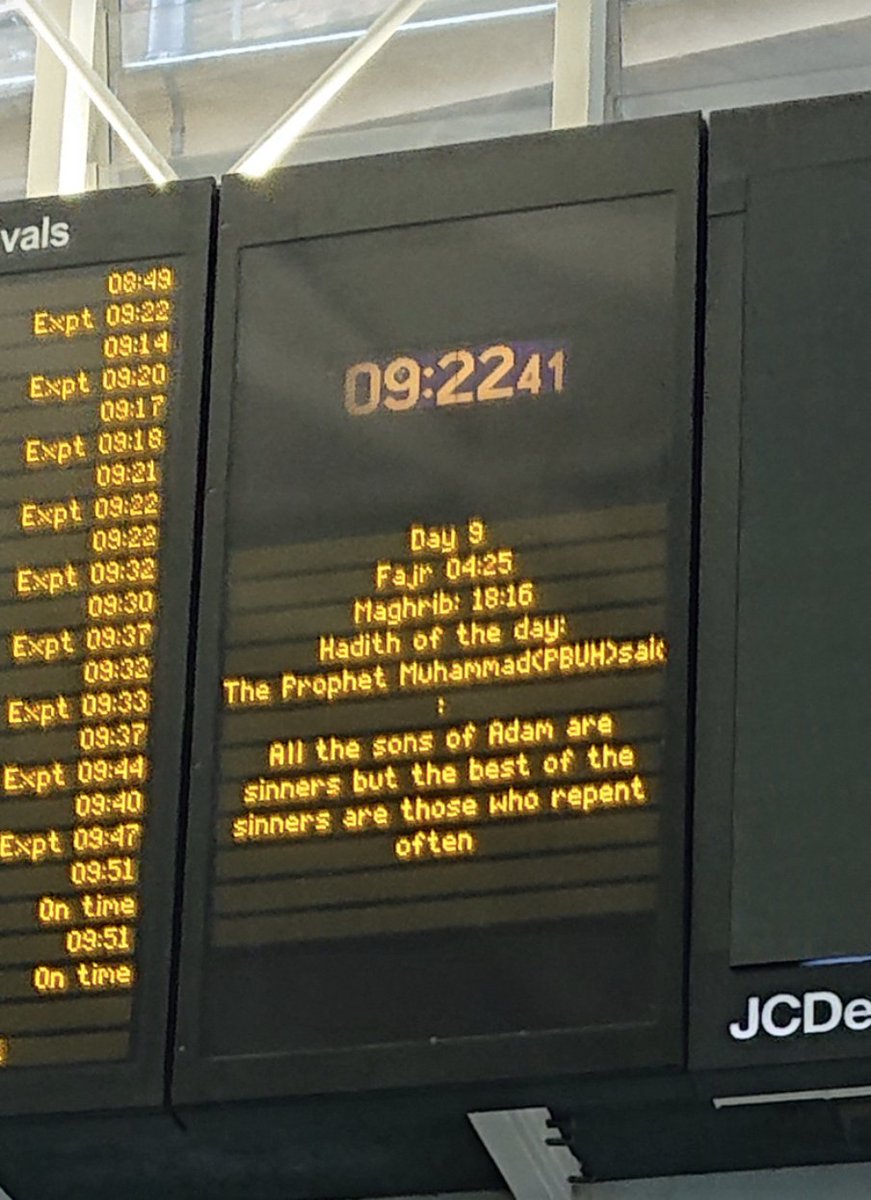 vals
08:49
Expt 09:22
09:14
Expt 09:20
09:17
Expt 09:18
09:21
Expt 09:22
09:22
Expt 09:32
09:30
Expt 09:37
09:32
Expt 09:33
09:37
Expt 09:44
09:40
Expt 09:47
09:51
On time
09:51
On time
09:22 41
Day 9
Fajr 04:25
Maghrib: 18:16
Hadith of the day:
The Prophet Muhammad(PBUH)said
:
All the sons of Adam are
sinners but the best of the
sinners are those who repent
often
JCDe